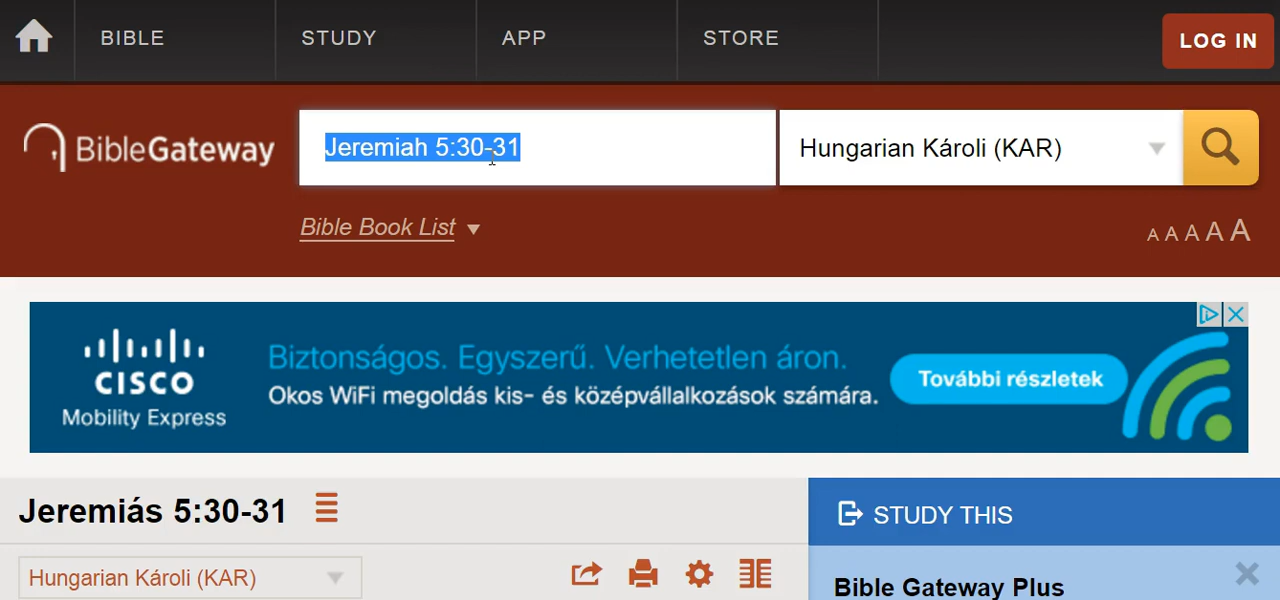 BIBLE STUDY APP STORE LOG IN
BibleGateway Jeremiah 5:30-31 Hungarian Károli (KAR)
Bible Book List A A A A A
CISCO
Mobility Express
Biztonságos. Egyszerű. Verhetetlen áron.
Okos WiFi megoldás kis- és középvállalkozások számára.
További részletek
Jeremiás 5:30-31
Hungarian Károli (KAR)
STUDY THIS
Bible Gateway Plus